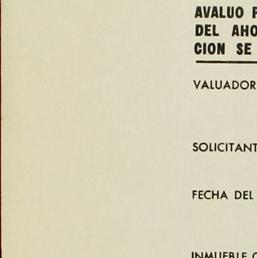 AVALUO
DEL AHO
CION SE
VALUADOR
SOLICITANT
FECHA DEL
INMUEBLE